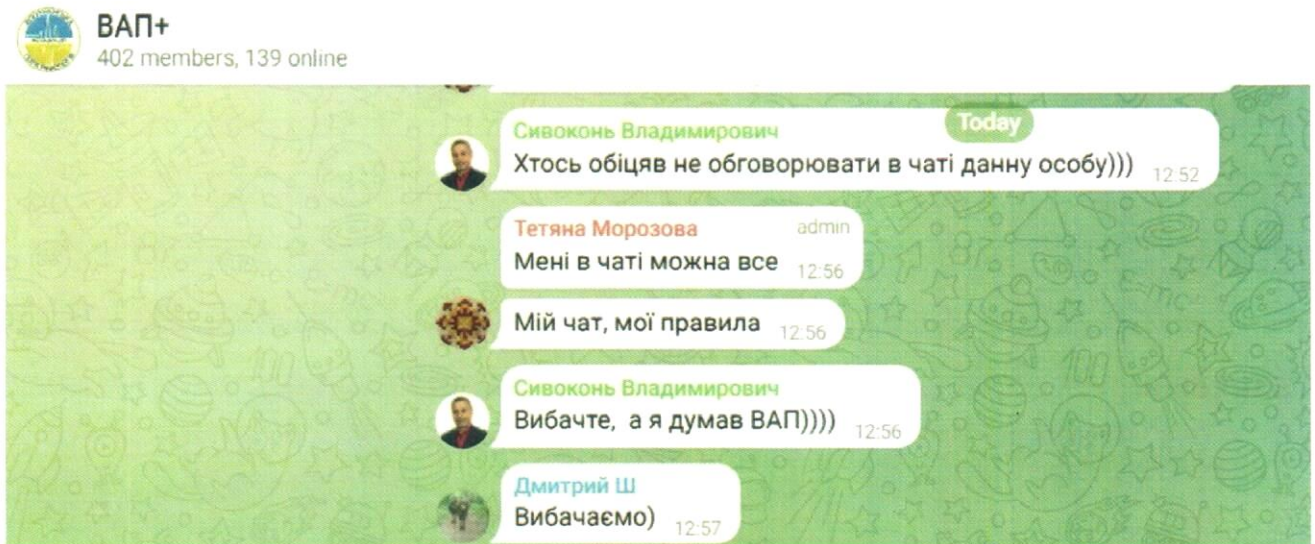 ВАП+
402 members, 139 online
Today
Сивоконь Владимирович
Хтось обіцяв не обговорювати в чаті данну особу))) 12:52
Тетяна Морозова admin
Мені в чаті можна все 12:56
Мій чат, мої правила 12:56
Сивоконь Владимирович
Вибачте, а я думав ВАП)))) 12:56
Дмитрий Ш
Вибачаємо) 12:57